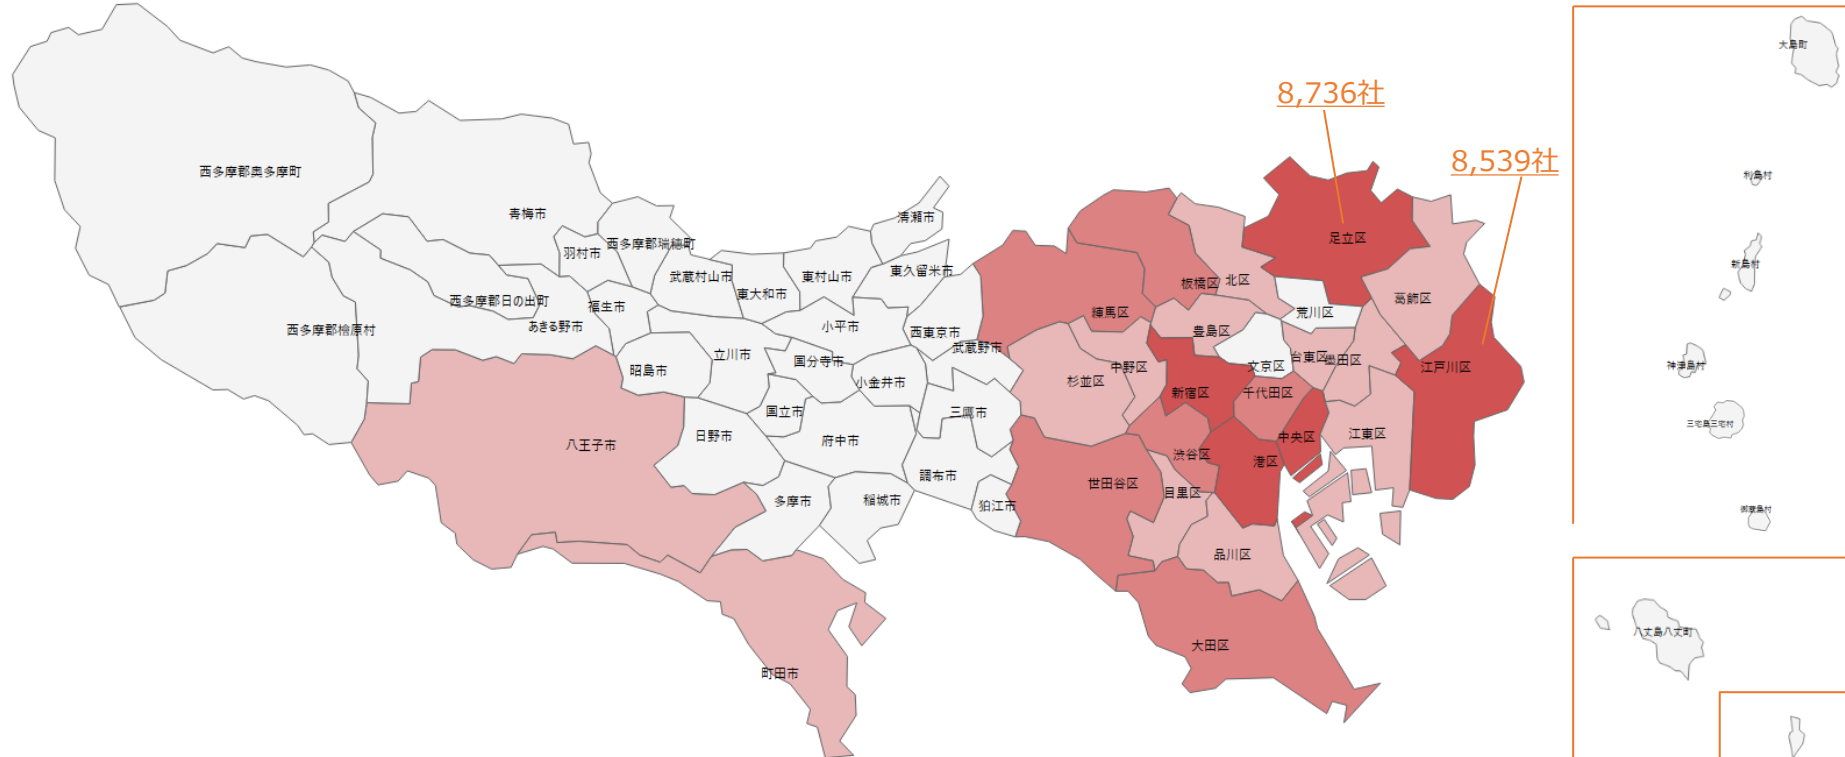 大島町
8,736社
8,539社
西多摩郡奥多摩町
利島村
青梅市
清瀬市
足立区
羽村市
西多摩郡瑞穂町
新島村
武蔵村山市
東村山市
東久留米市
板橋区
北区
東大和市
西多摩郡日の出町
福生市
葛飾区
練馬区
荒川区
西多摩郡檜原村
あきる野市
小平市
西東京市
豊島区
武蔵野市
立川市
国分寺市
文京区
台東区
墨田区
神津島村
昭島市
小金井市
杉並区
中野区
江戸川区
新宿区
千代田区
国立市
三鷹市
三宅島三宅村
日野市
府中市
中央区
江東区
八王子市
渋谷区
港区
調布市
世田谷区
目黒区
多摩市
稲城市
狛江市
御蔵島村
品川区
八丈島八丈町
大田区
町田市